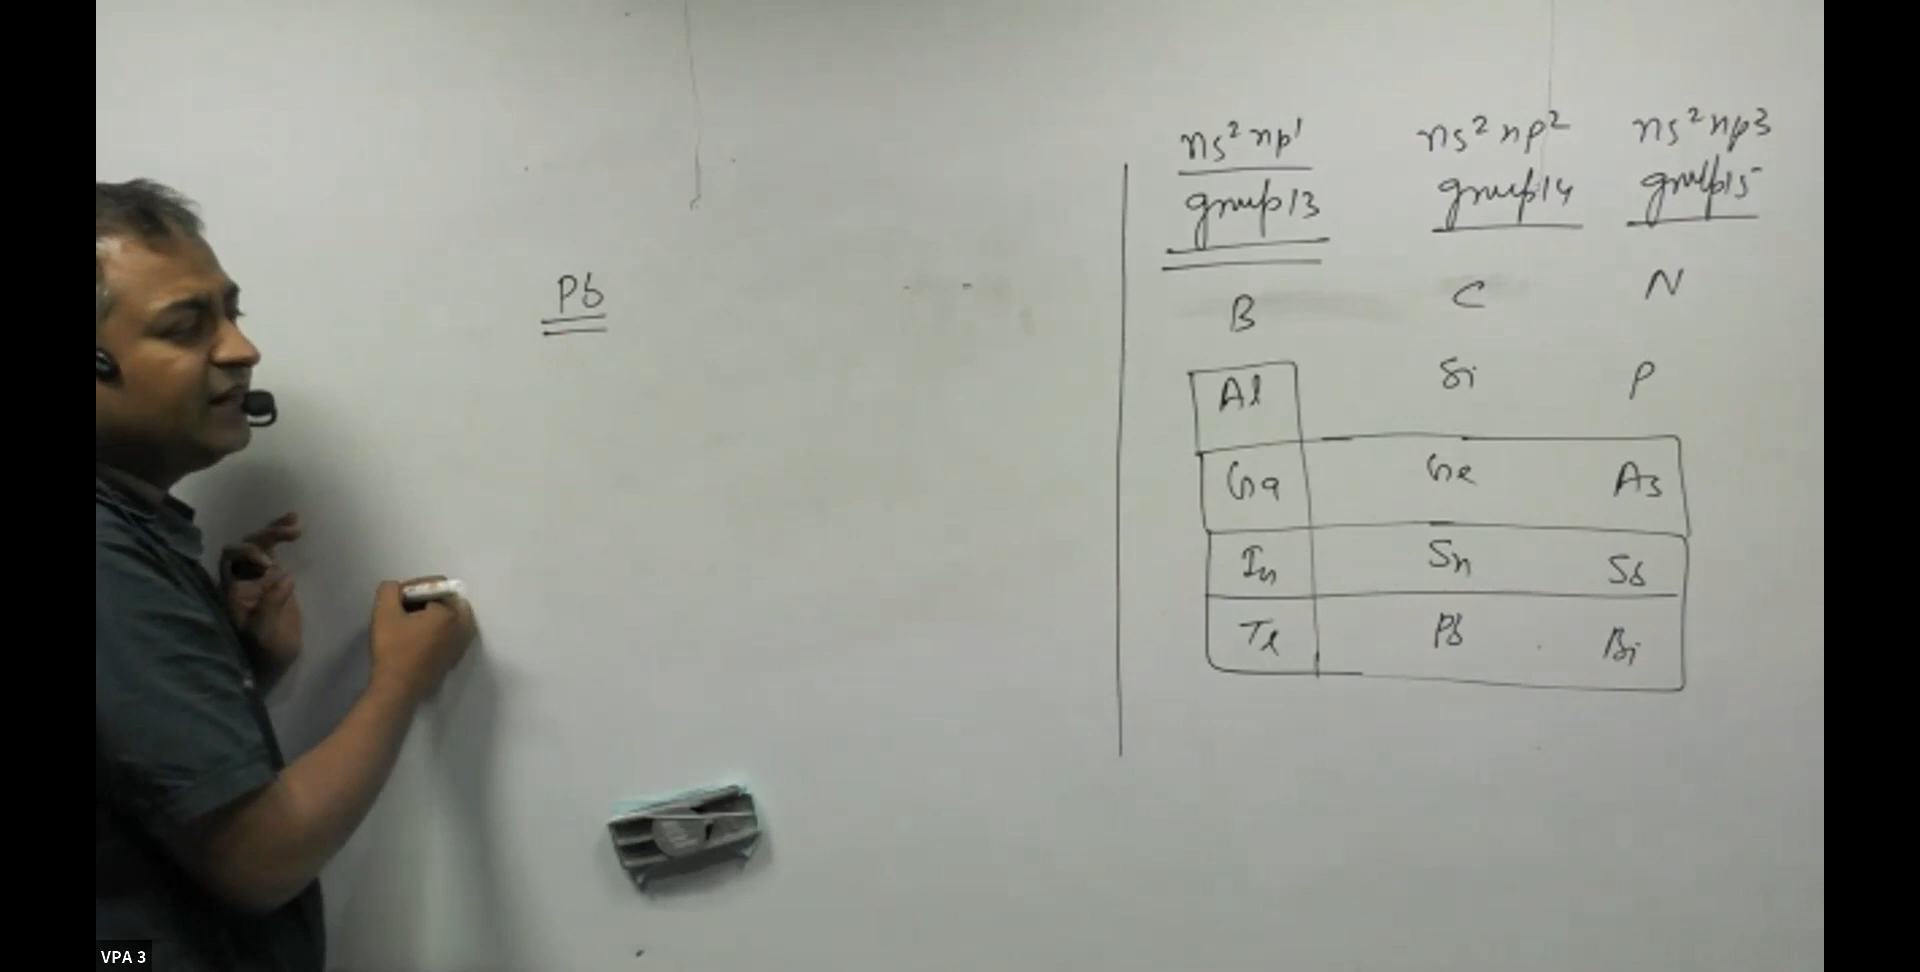 ns² np¹ ns² np² ns² np3
group 13 group 14 group 15
Pb
B C N
Al Si P
Ga Ge As
In Sn Sb
Tl Pb Bi
VPA 3